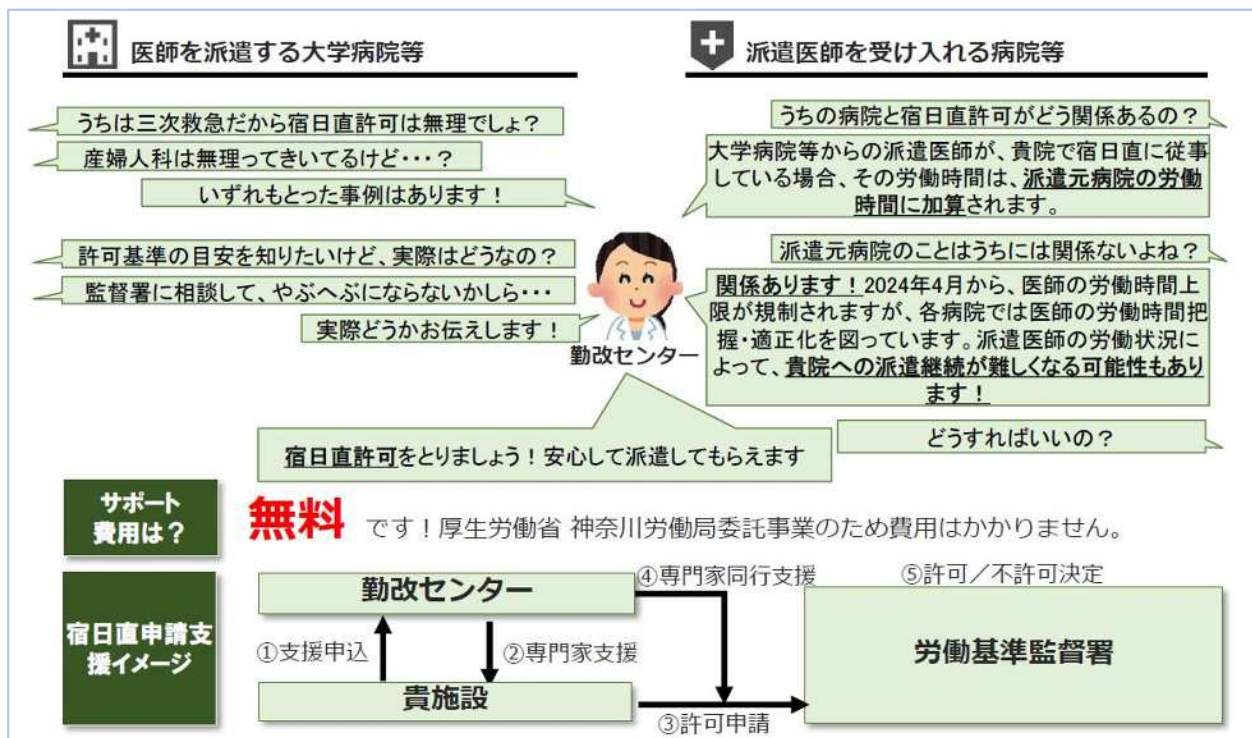 医師を派遣する大学病院等
うちは三次救急だから宿日直許可は無理でしょ？
産婦人科は無理ってきいてるけど・・・？
いずれもとった事例はあります！
許可基準の目安を知りたいけど、実際はどうなの？
監督署に相談して、やぶへぶにならないかしら・・・
実際どうかお伝えします！
派遣医師を受け入れる病院等
うちの病院と宿日直許可がどう関係あるの？
大学病院等からの派遣医師が、貴院で宿日直に従事
している場合、その労働時間は、派遣元病院の労働
時間に加算されます。
派遣元病院のことはうちには関係ないよね？
関係あります！2024年4月から、医師の労働時間上
限が規制されますが、各病院では医師の労働時間把
握・適正化を図っています。派遣医師の労働状況に
よって、貴院への派遣継続が難しくなる可能性もあり
ます！
どうすればいいの？
勤改センター
宿日直許可をとりましょう！安心して派遣してもらえます
サポート
費用は？
無料 です！厚生労働省 神奈川労働局委託事業のため費用はかかりません。
宿日直申請支
援イメージ
勤改センター
①支援申込
②専門家支援
貴施設
③許可申請
④専門家同行支援
⑤許可／不許可決定
労働基準監督署